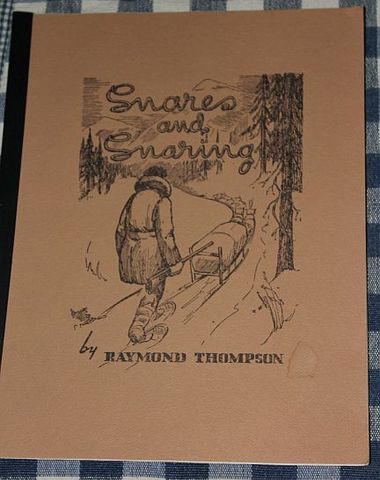 Snares
and
Snaring
by RAYMOND THOMPSON